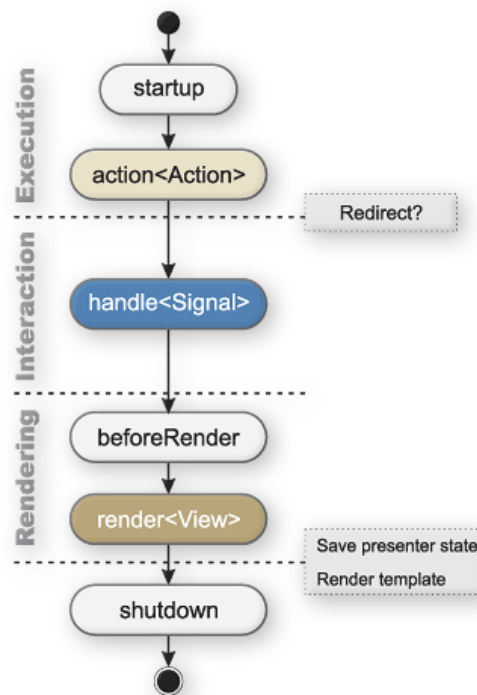 Execution
startup
action<Action>
Redirect?
Interaction
handle<Signal>
Rendering
beforeRender
render<View>
Save presenter state
Render template
shutdown